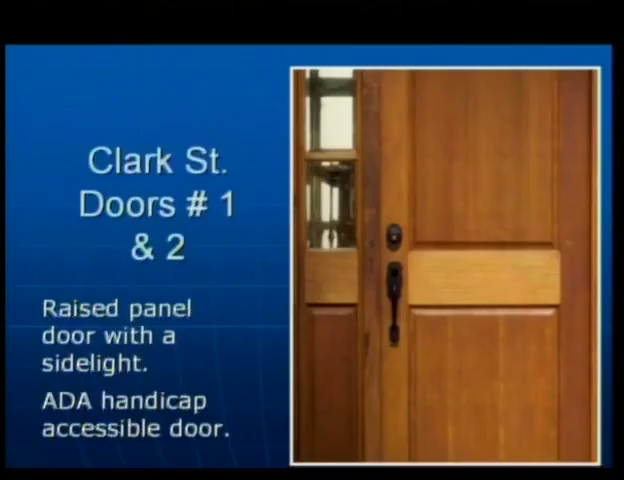 Clark St.
Doors # 1
& 2
Raised panel
door with a
sidelight.
ADA handicap
accessible door.